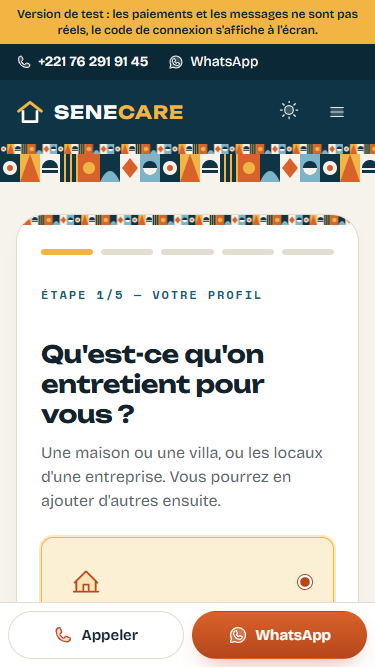 Version de test : les paiements et les messages ne sont pas
réels, le code de connexion s'affiche à l'écran.
+221 76 291 91 45
WhatsApp
SENECARE
ÉTAPE 1/5 — VOTRE PROFIL
Qu'est-ce qu'on
entretient pour
vous ?
Une maison ou une villa, ou les locaux
d'une entreprise. Vous pourrez en
ajouter d'autres ensuite.
Appeler
WhatsApp